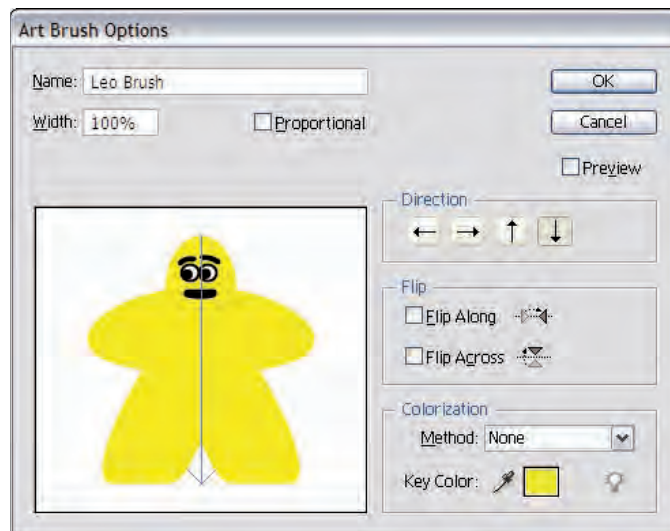 Art Brush Options
Name: Leo Brush
OK
Width: 100%
Proportional
Cancel
Preview
Direction
Flip
Flip Along
Flip Across
Colorization
Method: None
Key Color: